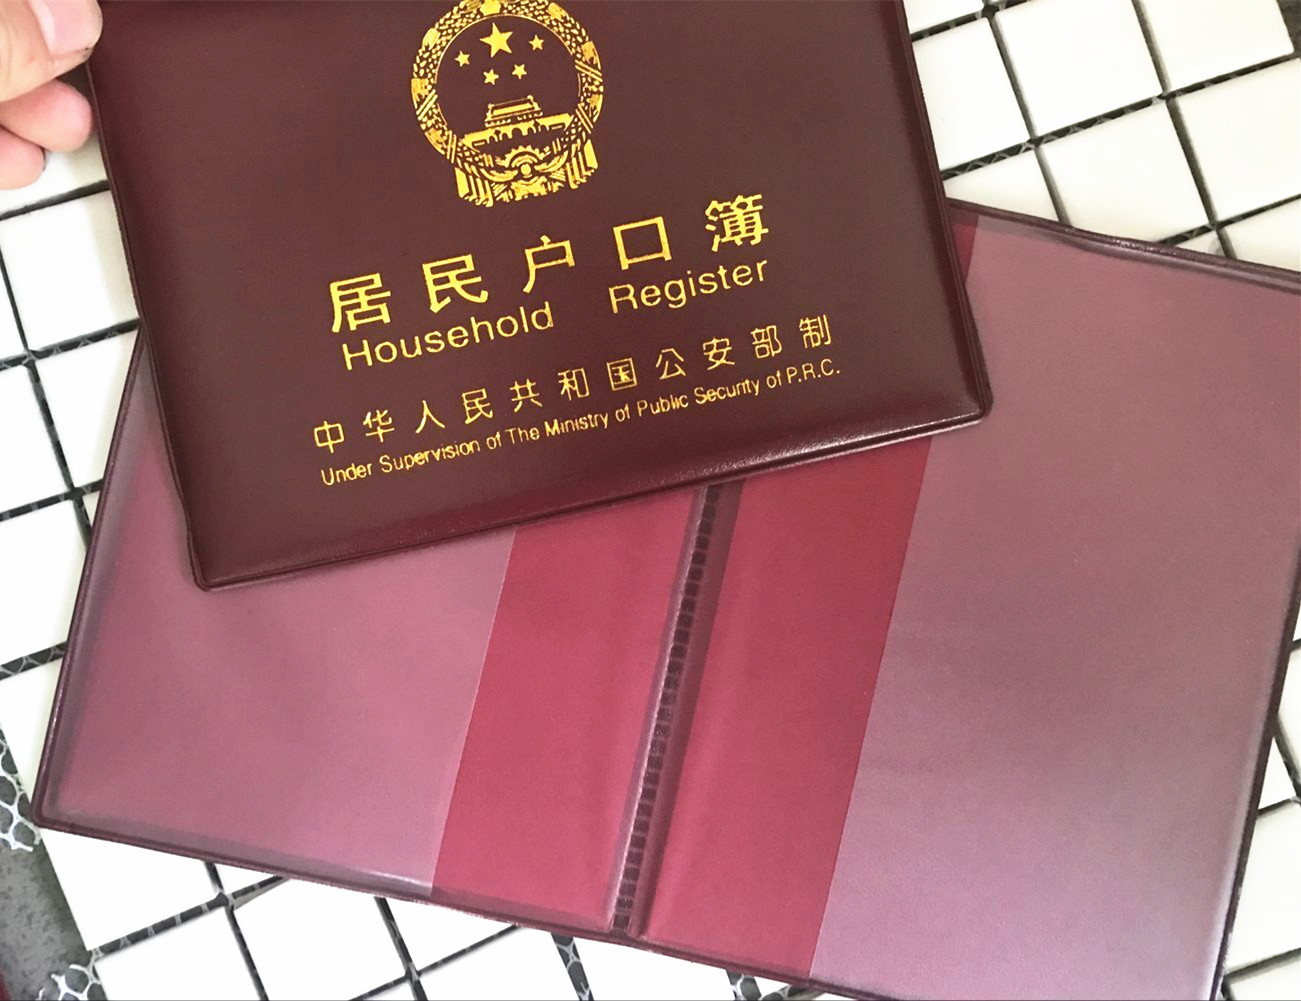 居民户口簿
Household Register
中华人民共和国公安部制
Under Supervision of The Ministry of Public Security of P.R.C.